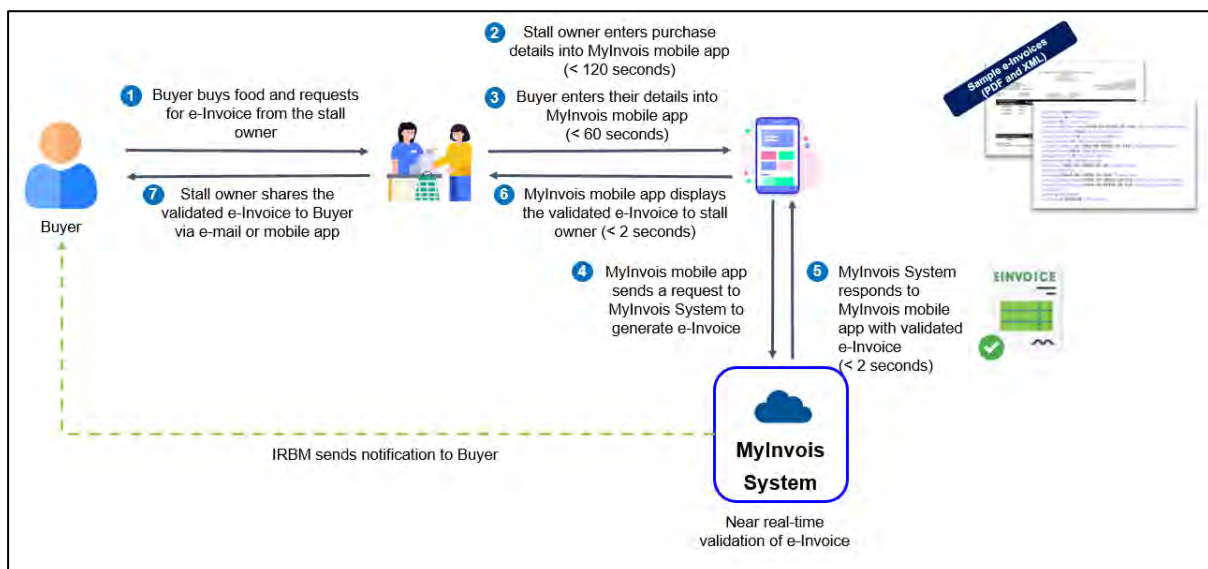 2
Stall owner enters purchase
details into MyInvois mobile app
(< 120 seconds)
1
Buyer buys food and requests
for e-Invoice from the stall
owner
3
Buyer enters their details into
MyInvois mobile app
(< 60 seconds)
Sample e-Invoices
(PDF and XML)
Buyer
7
Stall owner shares the
validated e-Invoice to Buyer
via e-mail or mobile app
6
MyInvois mobile app displays
the validated e-Invoice to stall
owner (< 2 seconds)
4
MyInvois mobile app
sends a request to
MyInvois System to
generate e-Invoice
5
MyInvois System
responds to
MyInvois mobile
app with validated
e-Invoice
(< 2 seconds)
EINVOICE
IRBM sends notification to Buyer
MyInvois
System
Near real-time
validation of e-Invoice